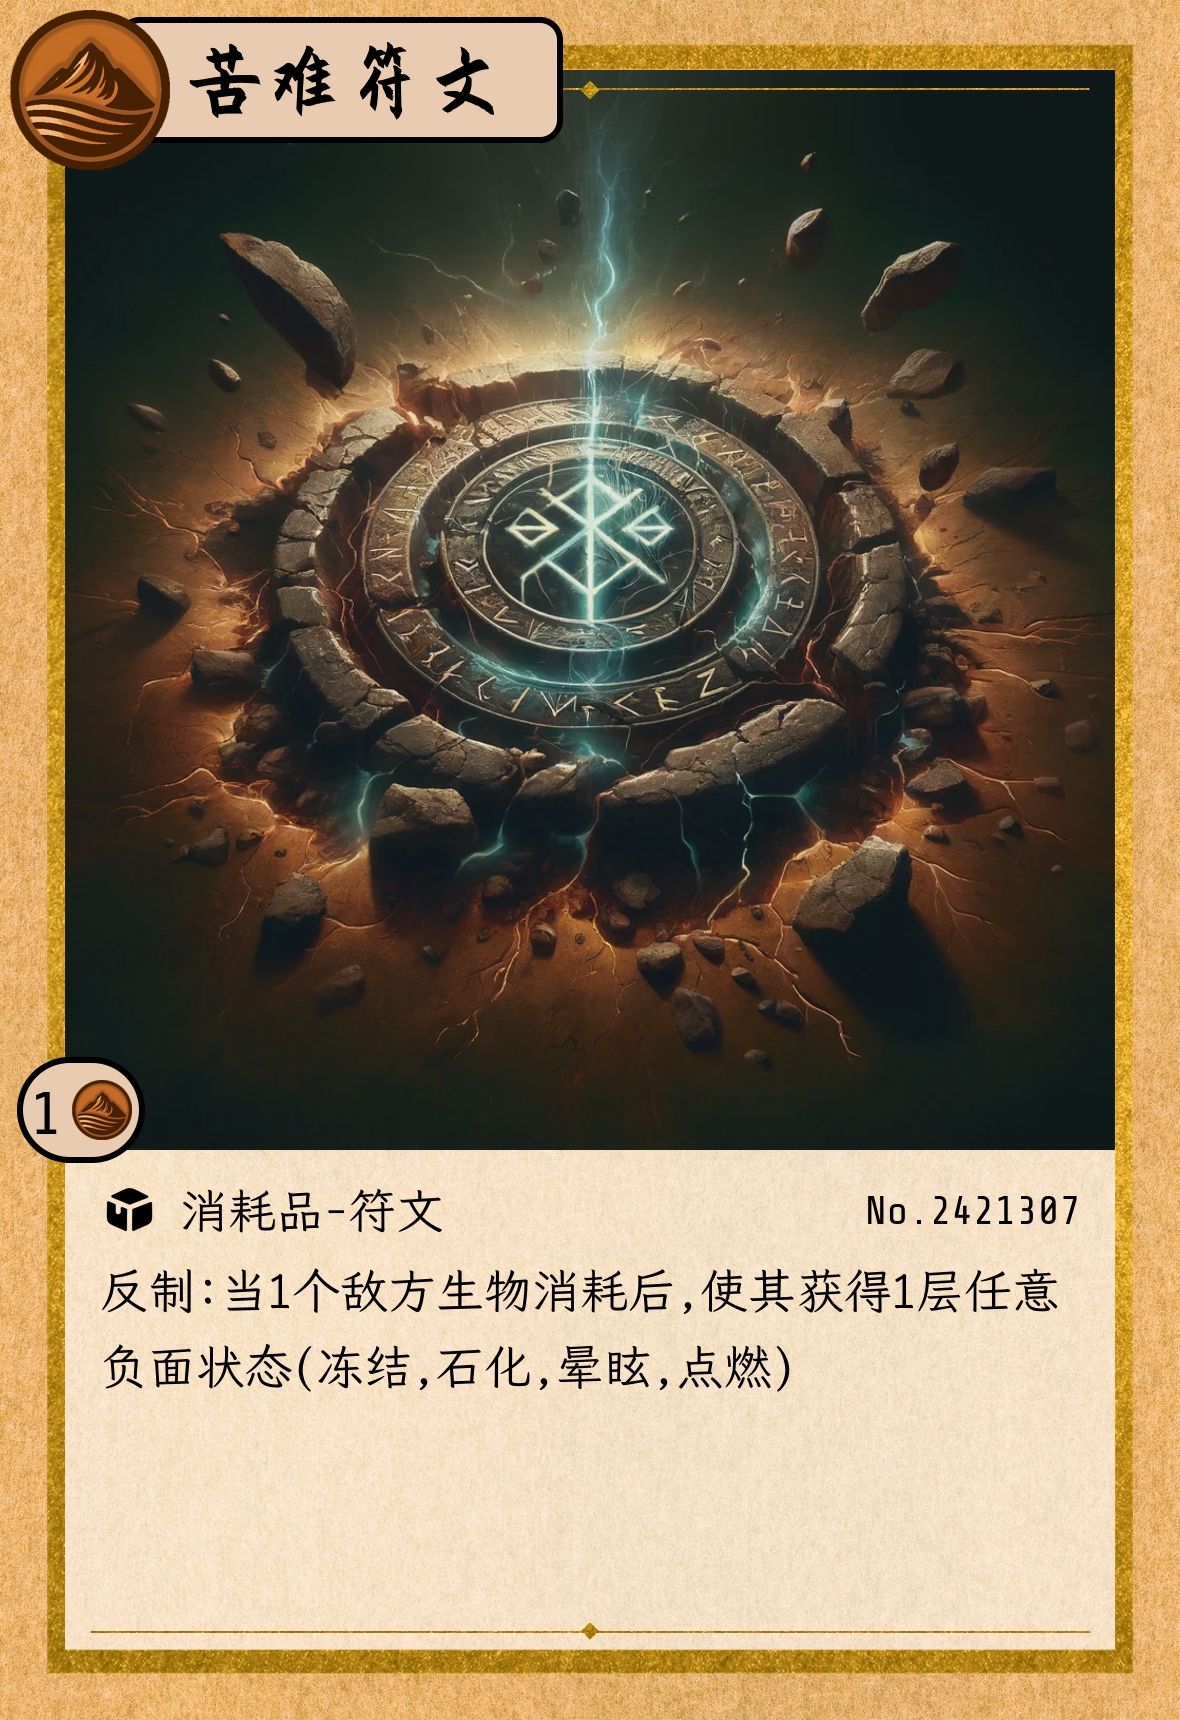 苦难符文
1
消耗品-符文 No.2421307
反制:当1个敌方生物消耗后,使其获得1层任意
负面状态(冻结,石化,晕眩,点燃)